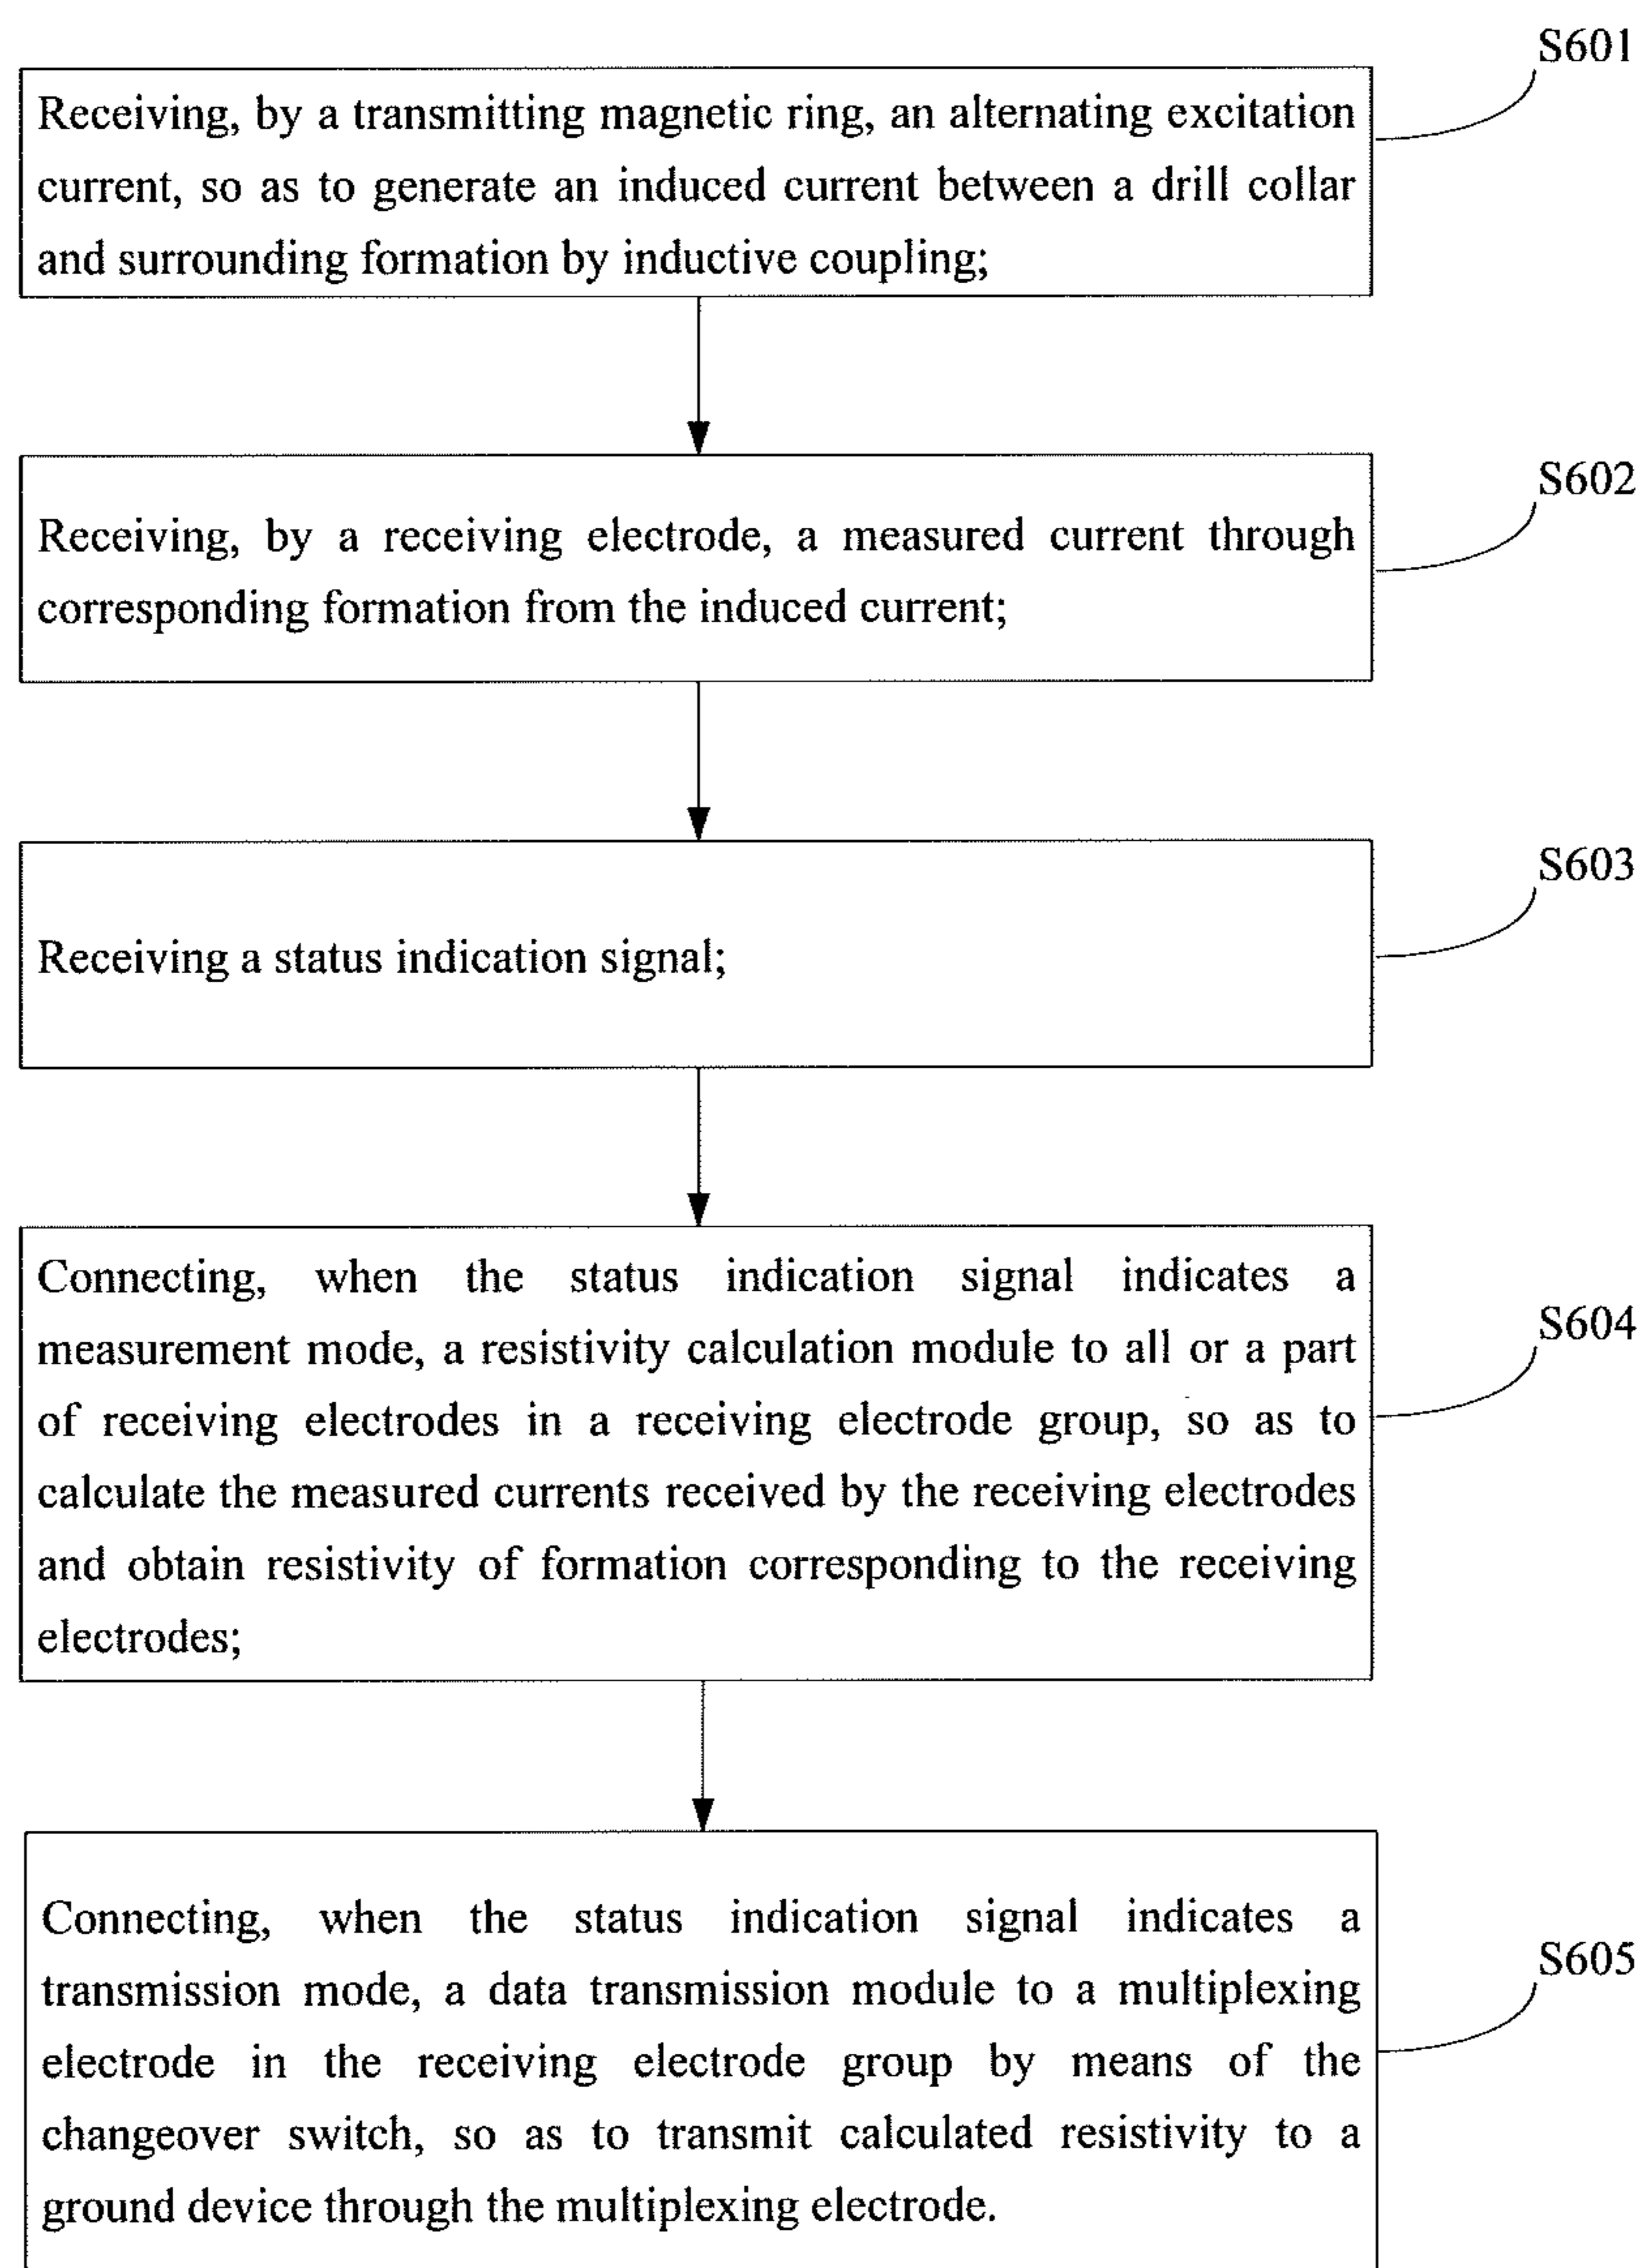 S601
Receiving, by a transmitting magnetic ring, an alternating excitation
current, so as to generate an induced current between a drill collar
and surrounding formation by inductive coupling;
S602
Receiving, by a receiving electrode, a measured current through
corresponding formation from the induced current;
S603
Receiving a status indication signal;
Connecting, when the status indication signal indicates a
S604
measurement mode, a resistivity calculation module to all or a part
of receiving electrodes in a receiving electrode group, so as to
calculate the measured currents received by the receiving electrodes
and obtain resistivity of formation corresponding to the receiving
electrodes;
Connecting, when the status indication signal indicates a
S605
transmission mode, a data transmission module to a multiplexing
electrode in the receiving electrode group by means of the
changeover switch, so as to transmit calculated resistivity to a
ground device through the multiplexing electrode.